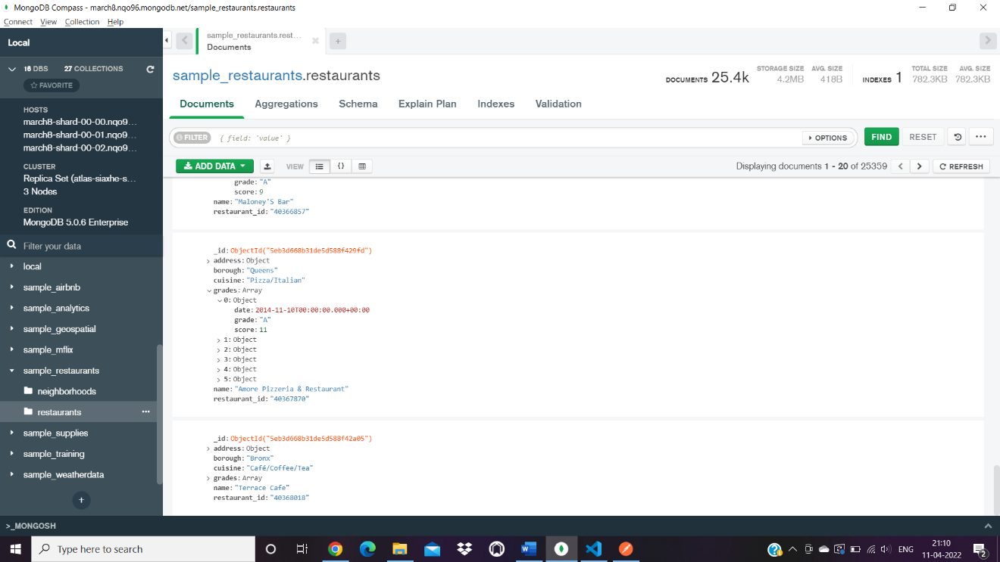 MongoDB Compass - march8.nqo96.mongodb.net/sample_restaurants.restaurants
Connect View Collection Help
Local
16 DBS 27 COLLECTIONS
FAVORITE
HOSTS
march8-shard-00-00.nqo9...
march8-shard-00-01.nqo9...
march8-shard-00-02.nqo9...
CLUSTER
Replica Set (atlas-siaxhe-s...
3 Nodes
EDITION
MongoDB 5.0.6 Enterprise
Filter your data
local
sample_airbnb
sample_analytics
sample_geospatial
sample_mflix
sample_restaurants
neighborhoods
restaurants
sample_supplies
sample_training
sample_weatherdata
+
sample_restaurants.rest...
Documents
+
sample_restaurants.restaurants
DOCUMENTS 25.4k
STORAGE SIZE 4.2MB
AVG. SIZE 418B
INDEXES 1
TOTAL SIZE 782.3KB
AVG. SIZE 782.3KB
Documents Aggregations Schema Explain Plan Indexes Validation
FILTER { field: 'value' } OPTIONS FIND RESET ...
ADD DATA VIEW {} Displaying documents 1 - 20 of 25359 < > REFRESH
grade: "A"
score: 9
name: "Maloney'S Bar"
restaurant_id: "40366857"
_id: ObjectId("5eb3d668b31de5d588f429fd")
address: Object
borough: "Queens"
cuisine: "Pizza/Italian"
grades: Array
0: Object
date: 2014-11-10T00:00:00.000+00:00
grade: "A"
score: 11
1: Object
2: Object
3: Object
4: Object
5: Object
name: "Amore Pizzeria & Restaurant"
restaurant_id: "40367870"
_id: ObjectId("5eb3d668b31de5d588f42a05")
address: Object
borough: "Bronx"
cuisine: "Café/Coffee/Tea"
grades: Array
name: "Terrace Cafe"
restaurant_id: "40368018"
>_MONGOSH
Type here to search
ENG
21:10
11-04-2022
2